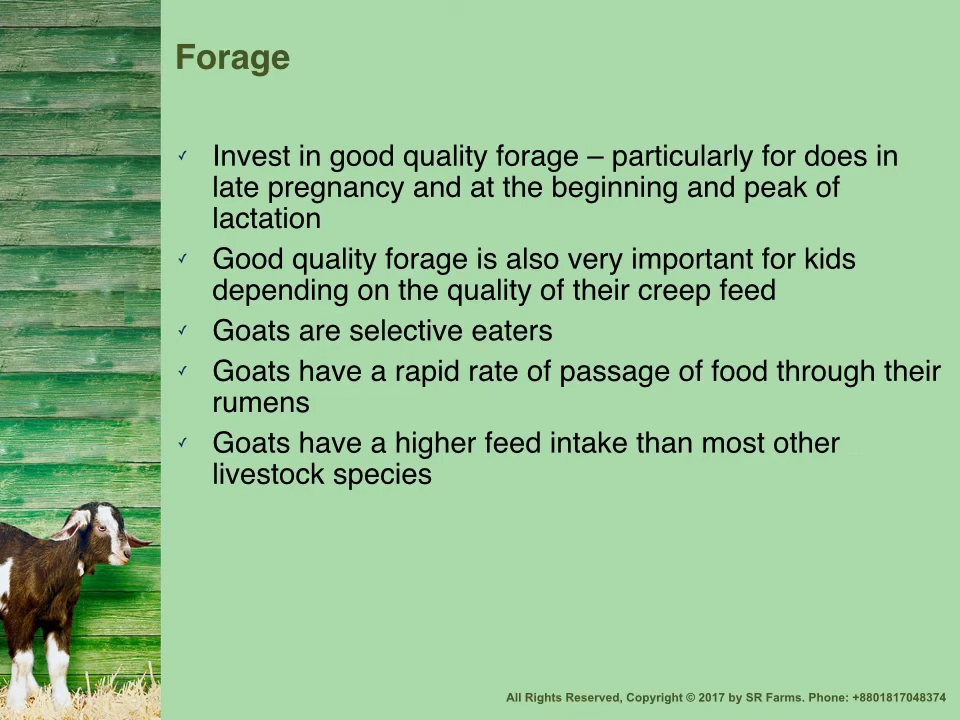 Forage
✓ Invest in good quality forage – particularly for does in
late pregnancy and at the beginning and peak of
lactation
✓ Good quality forage is also very important for kids
depending on the quality of their creep feed
✓ Goats are selective eaters
✓ Goats have a rapid rate of passage of food through their
rumens
✓ Goats have a higher feed intake than most other
livestock species
All Rights Reserved, Copyright © 2017 by SR Farms. Phone: +8801817048374